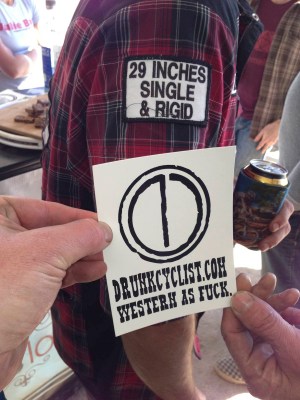 29 INCHES
SINGLE
& RIGID
DRUNKCYCLIST.COM
WESTERN AS FUCK.